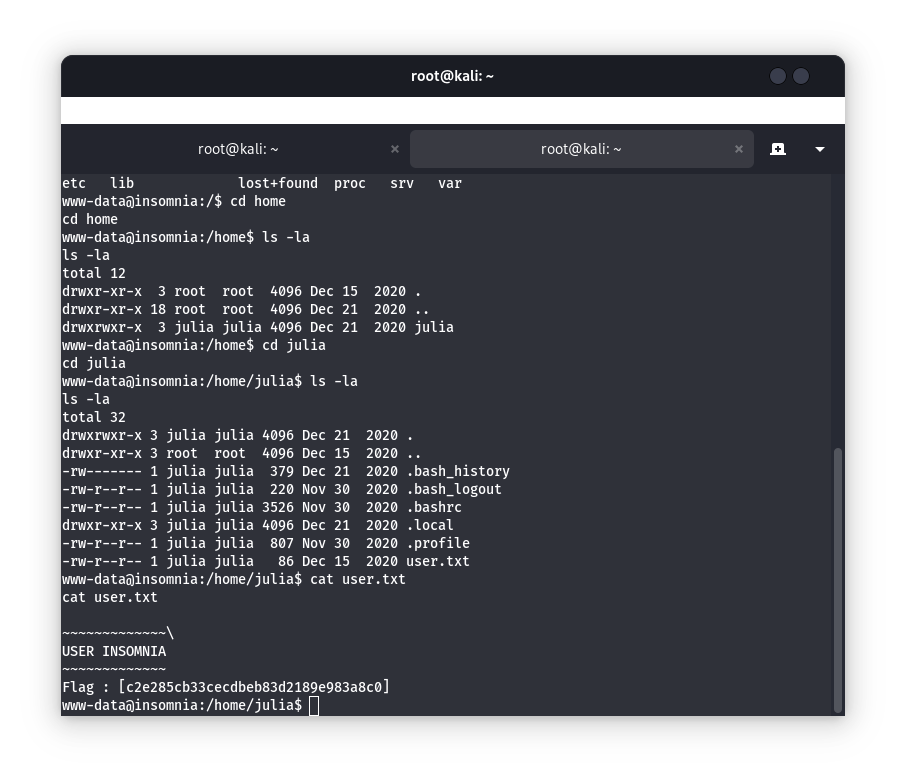 root@kali: ~
root@kali: ~ × root@kali: ~ ×
etc   lib             lost+found  proc   srv   var
www-data@insomnia:/$ cd home
cd home
www-data@insomnia:/home$ ls -la
ls -la
total 12
drwxr-xr-x  3 root  root  4096 Dec 15  2020 .
drwxr-xr-x 18 root  root  4096 Dec 21  2020 ..
drwxrwxr-x  3 julia julia 4096 Dec 21  2020 julia
www-data@insomnia:/home$ cd julia
cd julia
www-data@insomnia:/home/julia$ ls -la
ls -la
total 32
drwxrwxr-x 3 julia julia 4096 Dec 21  2020 .
drwxr-xr-x 3 root  root  4096 Dec 15  2020 ..
-rw------- 1 julia julia  379 Dec 21  2020 .bash_history
-rw-r--r-- 1 julia julia  220 Nov 30  2020 .bash_logout
-rw-r--r-- 1 julia julia 3526 Nov 30  2020 .bashrc
drwxr-xr-x 3 julia julia 4096 Dec 21  2020 .local
-rw-r--r-- 1 julia julia  807 Nov 30  2020 .profile
-rw-r--r-- 1 julia julia   86 Dec 15  2020 user.txt
www-data@insomnia:/home/julia$ cat user.txt
cat user.txt

~~~~~~~~~~~~~\
USER INSOMNIA
~~~~~~~~~~~~~
Flag : [c2e285cb33cecdbeb83d2189e983a8c0]
www-data@insomnia:/home/julia$